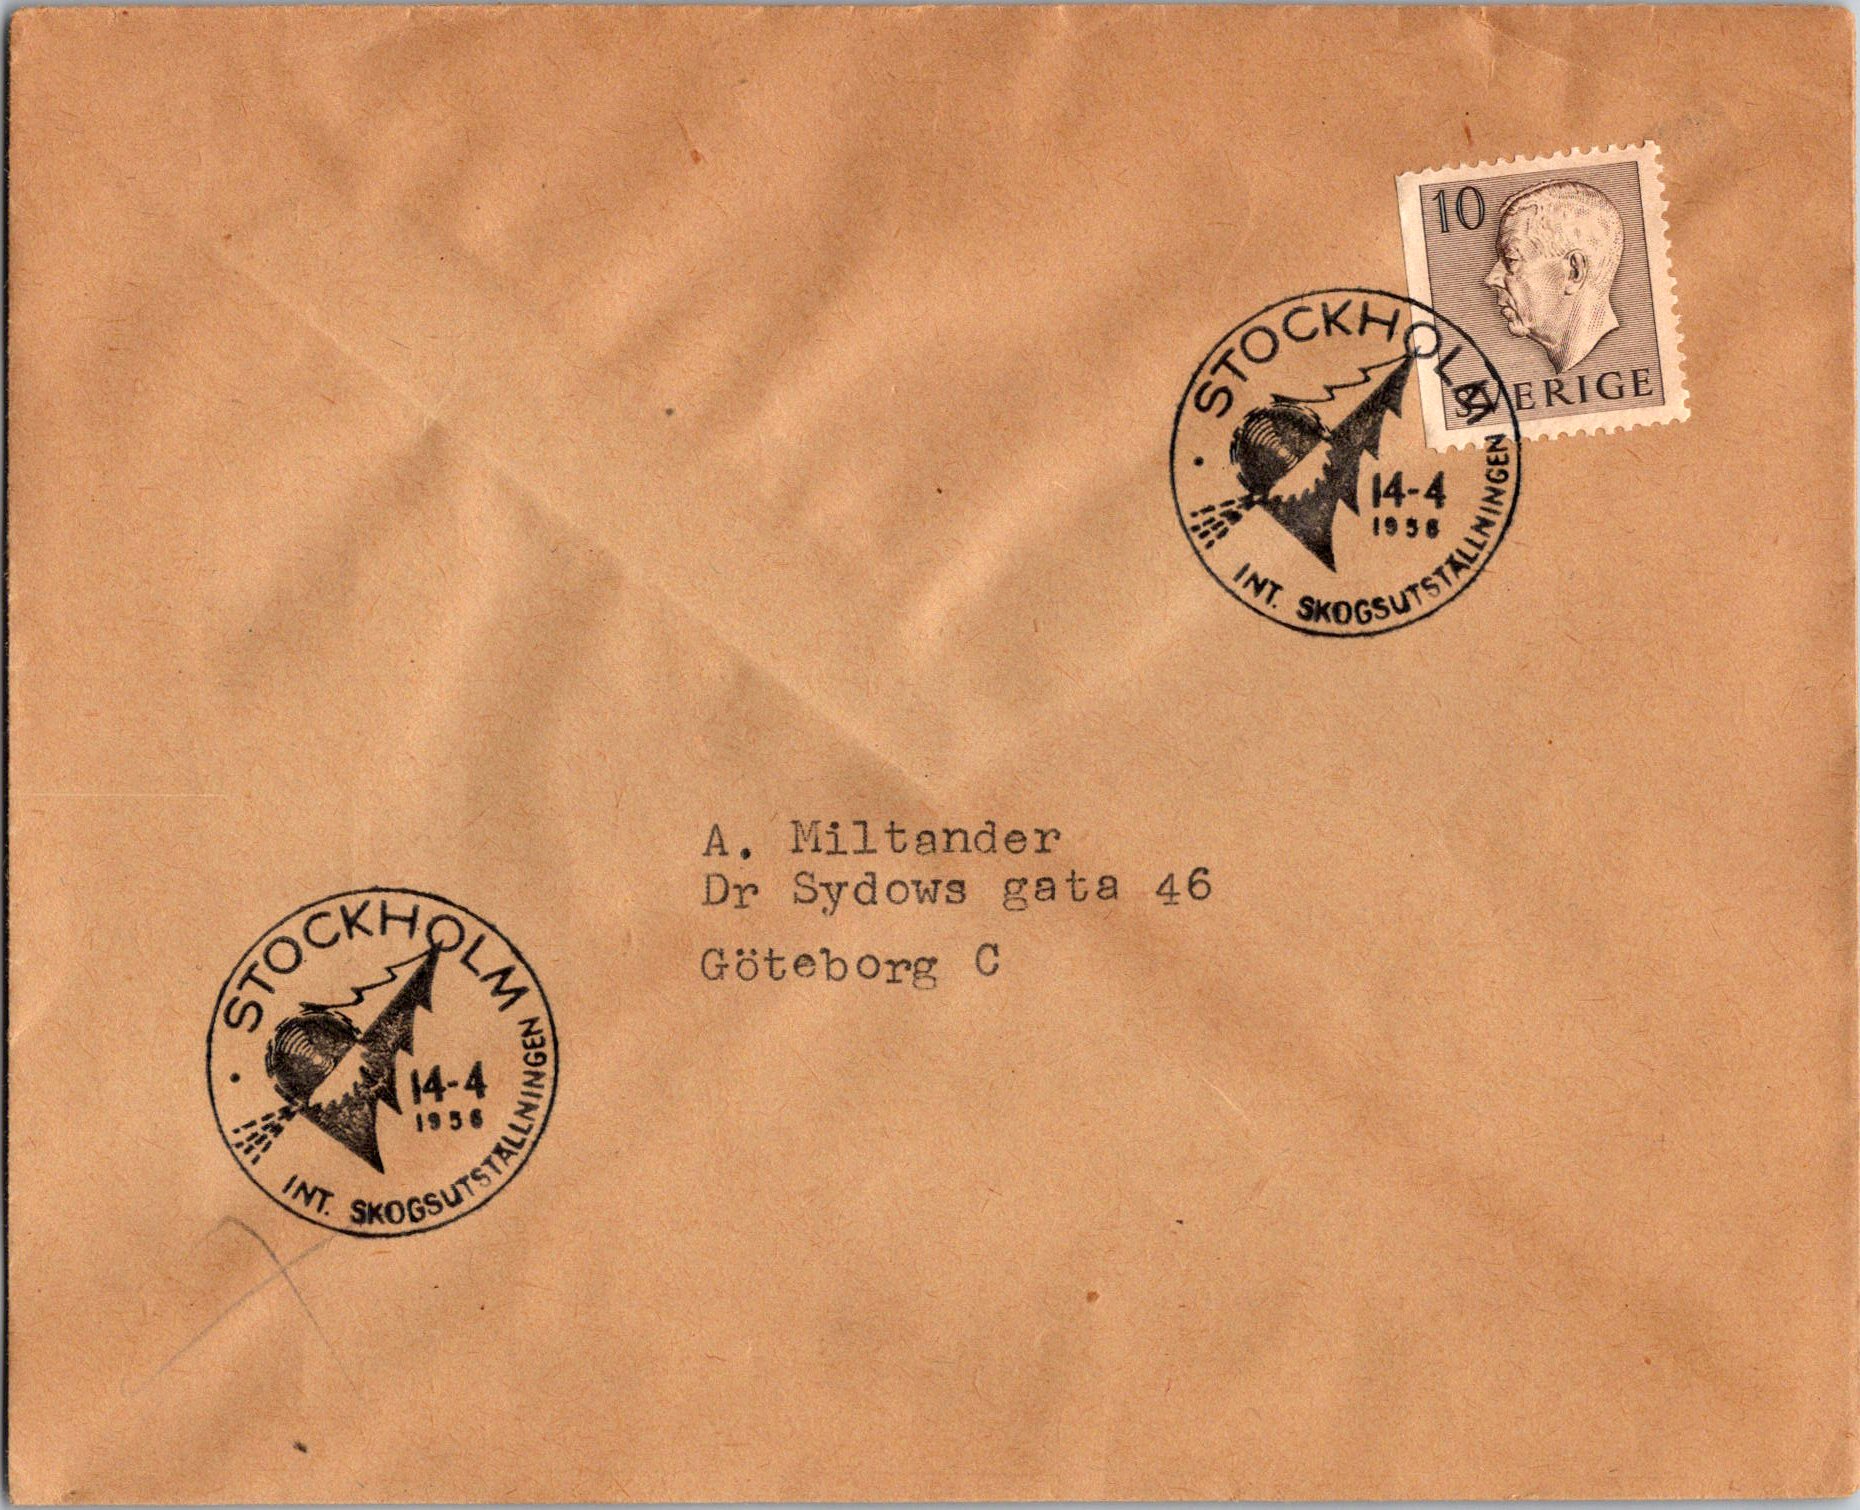 10
SVERIGE
STOCKHOLM
14-4
1956
INT. SKOGSUTSTÄLLNINGEN
A. Miltander
Dr Sydows gata 46
Göteborg C
STOCKHOLM
14-4
1956
INT. SKOGSUTSTÄLLNINGEN